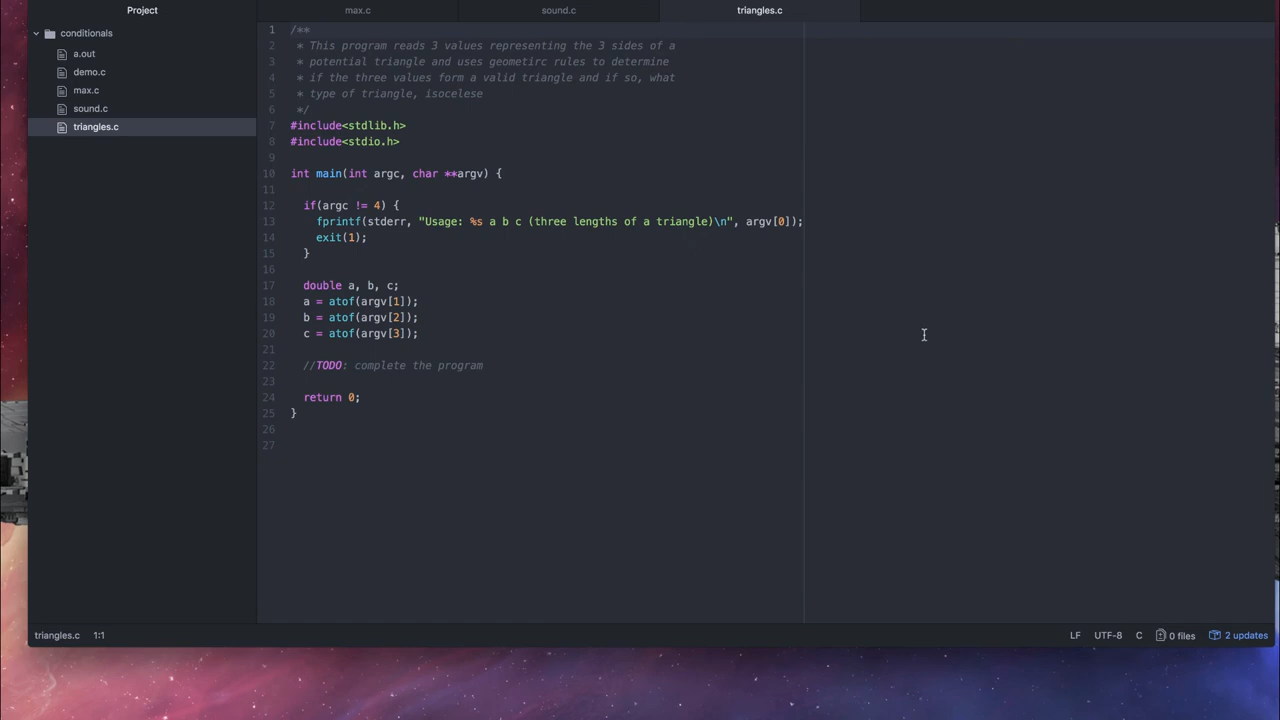 Project
max.c
sound.c
triangles.c
conditionals
a.out
demo.c
max.c
sound.c
triangles.c
1 /**
2 * This program reads 3 values representing the 3 sides of a
3 * potential triangle and uses geometirc rules to determine
4 * if the three values form a valid triangle and if so, what
5 * type of triangle, isocelese
6 */
7 #include<stdlib.h>
8 #include<stdio.h>
9
10 int main(int argc, char **argv) {
11
12 if(argc != 4) {
13 fprintf(stderr, "Usage: %s a b c (three lengths of a triangle)\n", argv[0]);
14 exit(1);
15 }
16
17 double a, b, c;
18 a = atof(argv[1]);
19 b = atof(argv[2]);
20 c = atof(argv[3]);
21
22 //TODO: complete the program
23
24 return 0;
25 }
26
27
triangles.c 1:1 LF UTF-8 C 0 files 2 updates